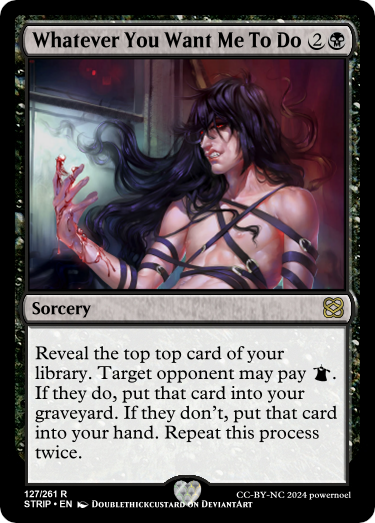 Whatever You Want Me To Do 2
Sorcery
Reveal the top top card of your
library. Target opponent may pay .
If they do, put that card into your
graveyard. If they don't, put that card
into your hand. Repeat this process
twice.
127/261 R
STRIP • EN DOUBLETHICKCUSTARD ON DEVIANTART
CC-BY-NC 2024 powernoel